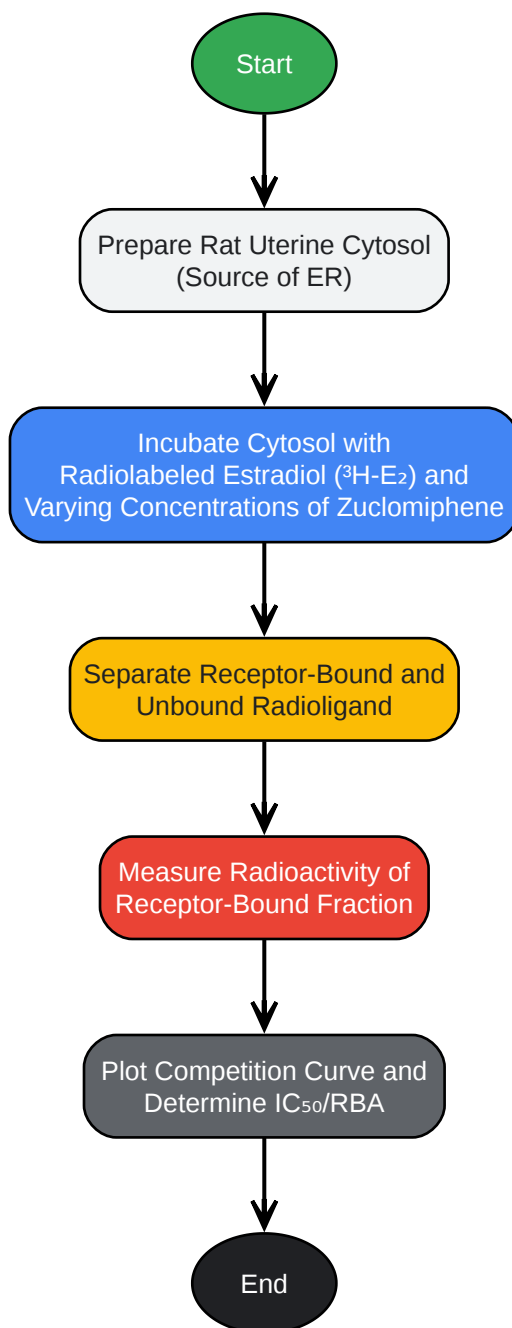 Start
Prepare Rat Uterine Cytosol
(Source of ER)
Incubate Cytosol with
Radiolabeled Estradiol (³H-E₂) and
Varying Concentrations of Zuclomiphene
Separate Receptor-Bound and
Unbound Radioligand
Measure Radioactivity of
Receptor-Bound Fraction
Plot Competition Curve and
Determine IC₅₀/RBA
End